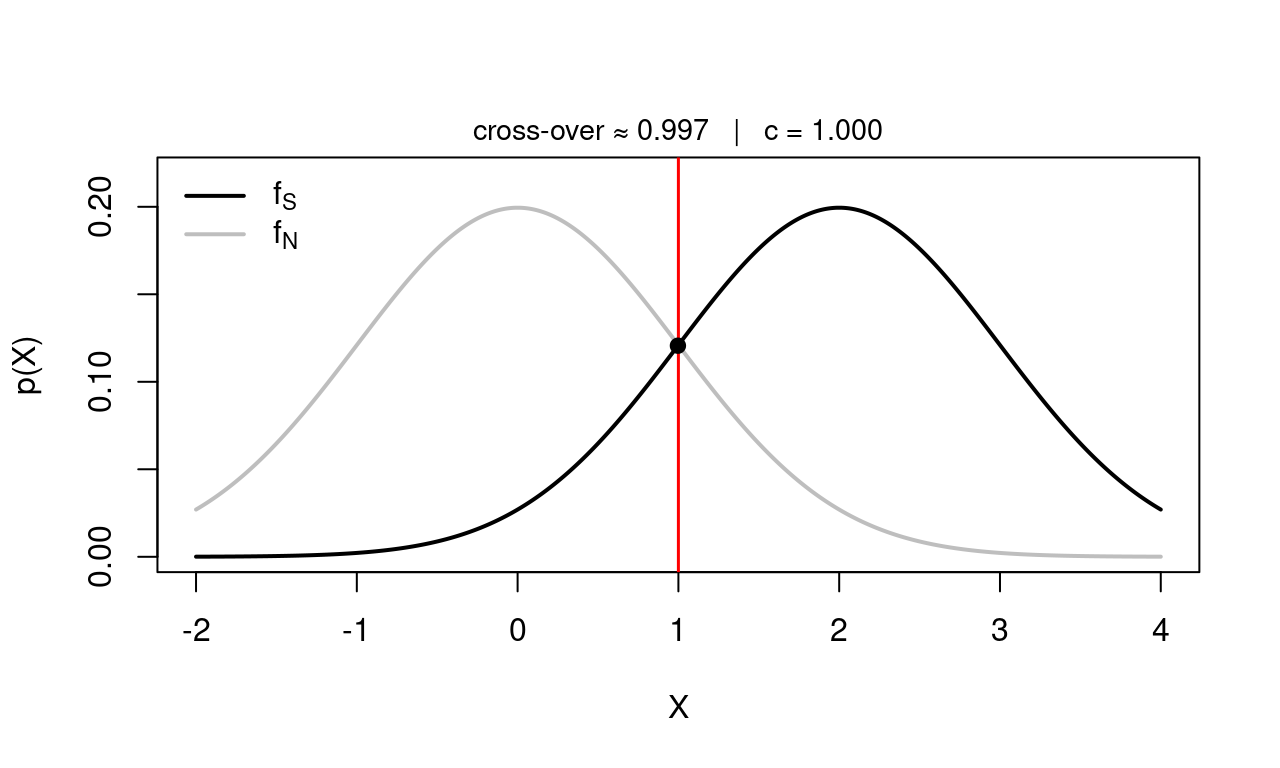 cross-over ≈ 0.997 | c = 1.000
f_S
f_N
0.20
0.10
0.00
p(X)
-2 -1 0 1 2 3 4
X